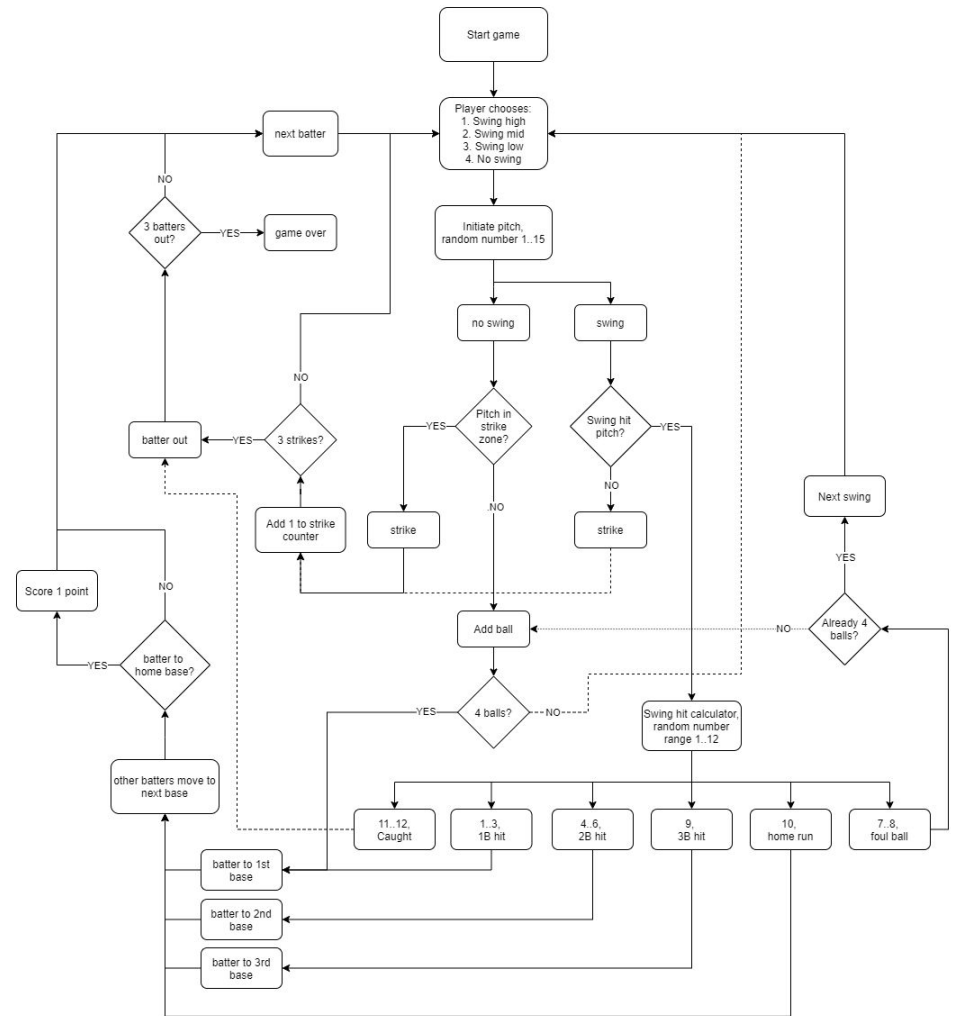 Start game
Player chooses:
1. Swing high
2. Swing mid
3. Swing low
4. No swing
next batter
NO
3 batters
out?
YES
game over
Initiate pitch,
random number 1..15
no swing
swing
NO
Pitch in
strike
zone?
YES
Swing hit
pitch?
YES
batter out
YES
3 strikes?
NO
.NO
Next swing
Add 1 to strike
counter
strike
strike
YES
Score 1 point
NO
Add ball
NO
Already 4
balls?
batter to
home base?
YES
YES
4 balls?
NO
Swing hit calculator,
random number
range 1..12
other batters move to
next base
11..12,
Caught
1..3,
1B hit
4..6,
2B hit
9,
3B hit
10,
home run
7..8,
foul ball
batter to 1st
base
batter to 2nd
base
batter to 3rd
base